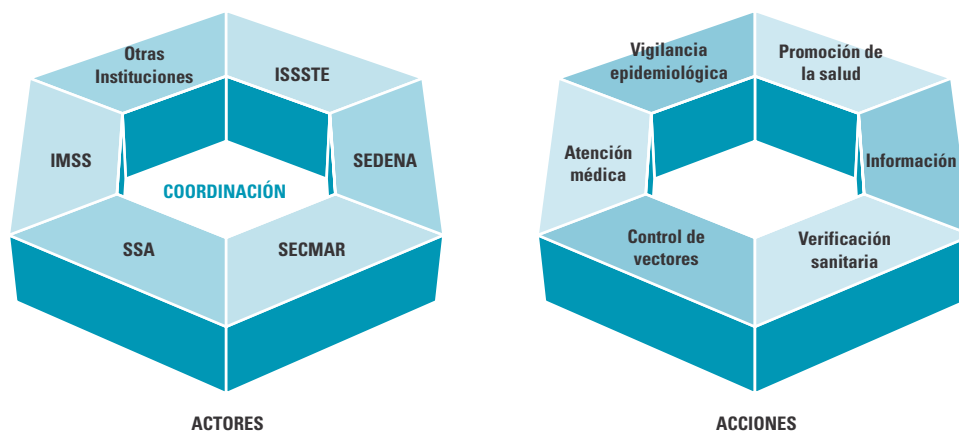 Otras
Instituciones
ISSSTE
IMSS
SEDENA
COORDINACIÓN
SSA
SECMAR
ACTORES
Vigilancia
epidemiológica
Promoción de
la salud
Atención
médica
Información
Control de
vectores
Verificación
sanitaria
ACCIONES